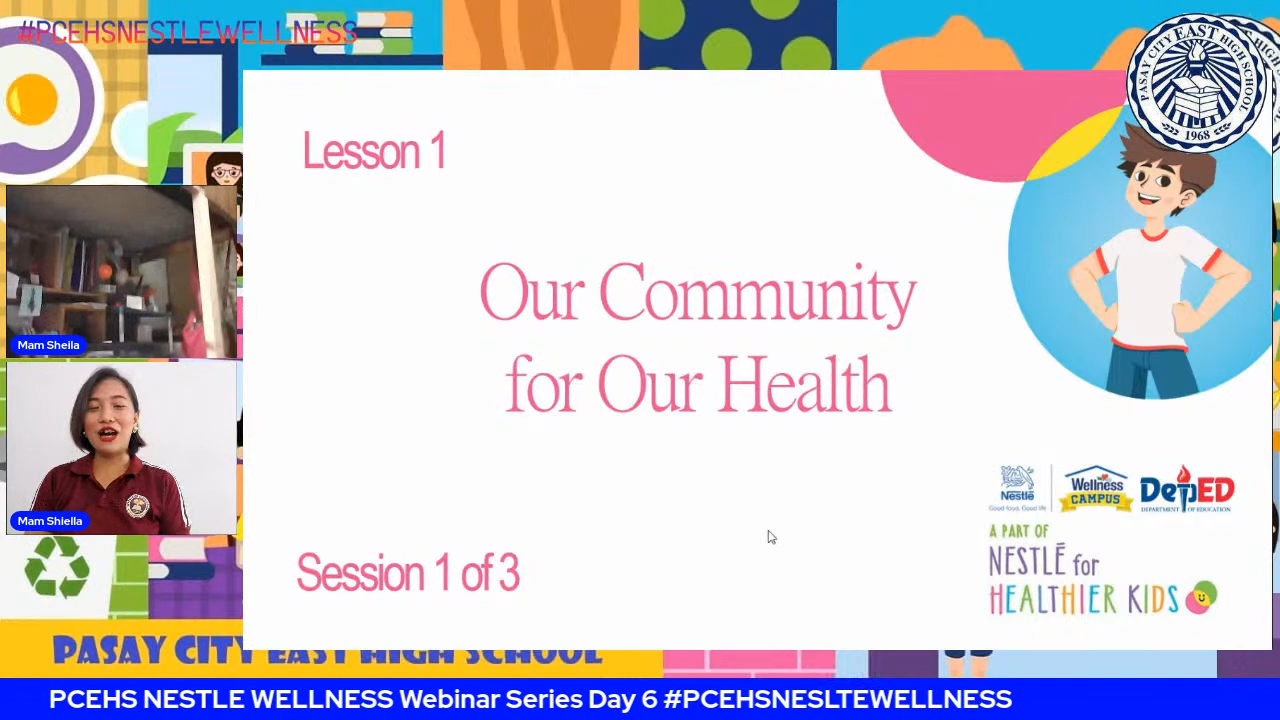 #PCEHSNESTLEWELLNESS
PASAY CITY EAST HIGH SCHOOL
1968
Lesson 1
Our Community
for Our Health
Mam Sheila
Mam Shiella
Session 1 of 3
Nestlé
Good food, Good life
Wellness
CAMPUS
DepED
DEPARTMENT OF EDUCATION
A PART OF
NESTLÉ for
HEALTHIER KIDS
PASAY CITY EAST HIGH SCHOOL
PCEHS NESTLE WELLNESS Webinar Series Day 6 #PCEHSNESLTEWELLNESS